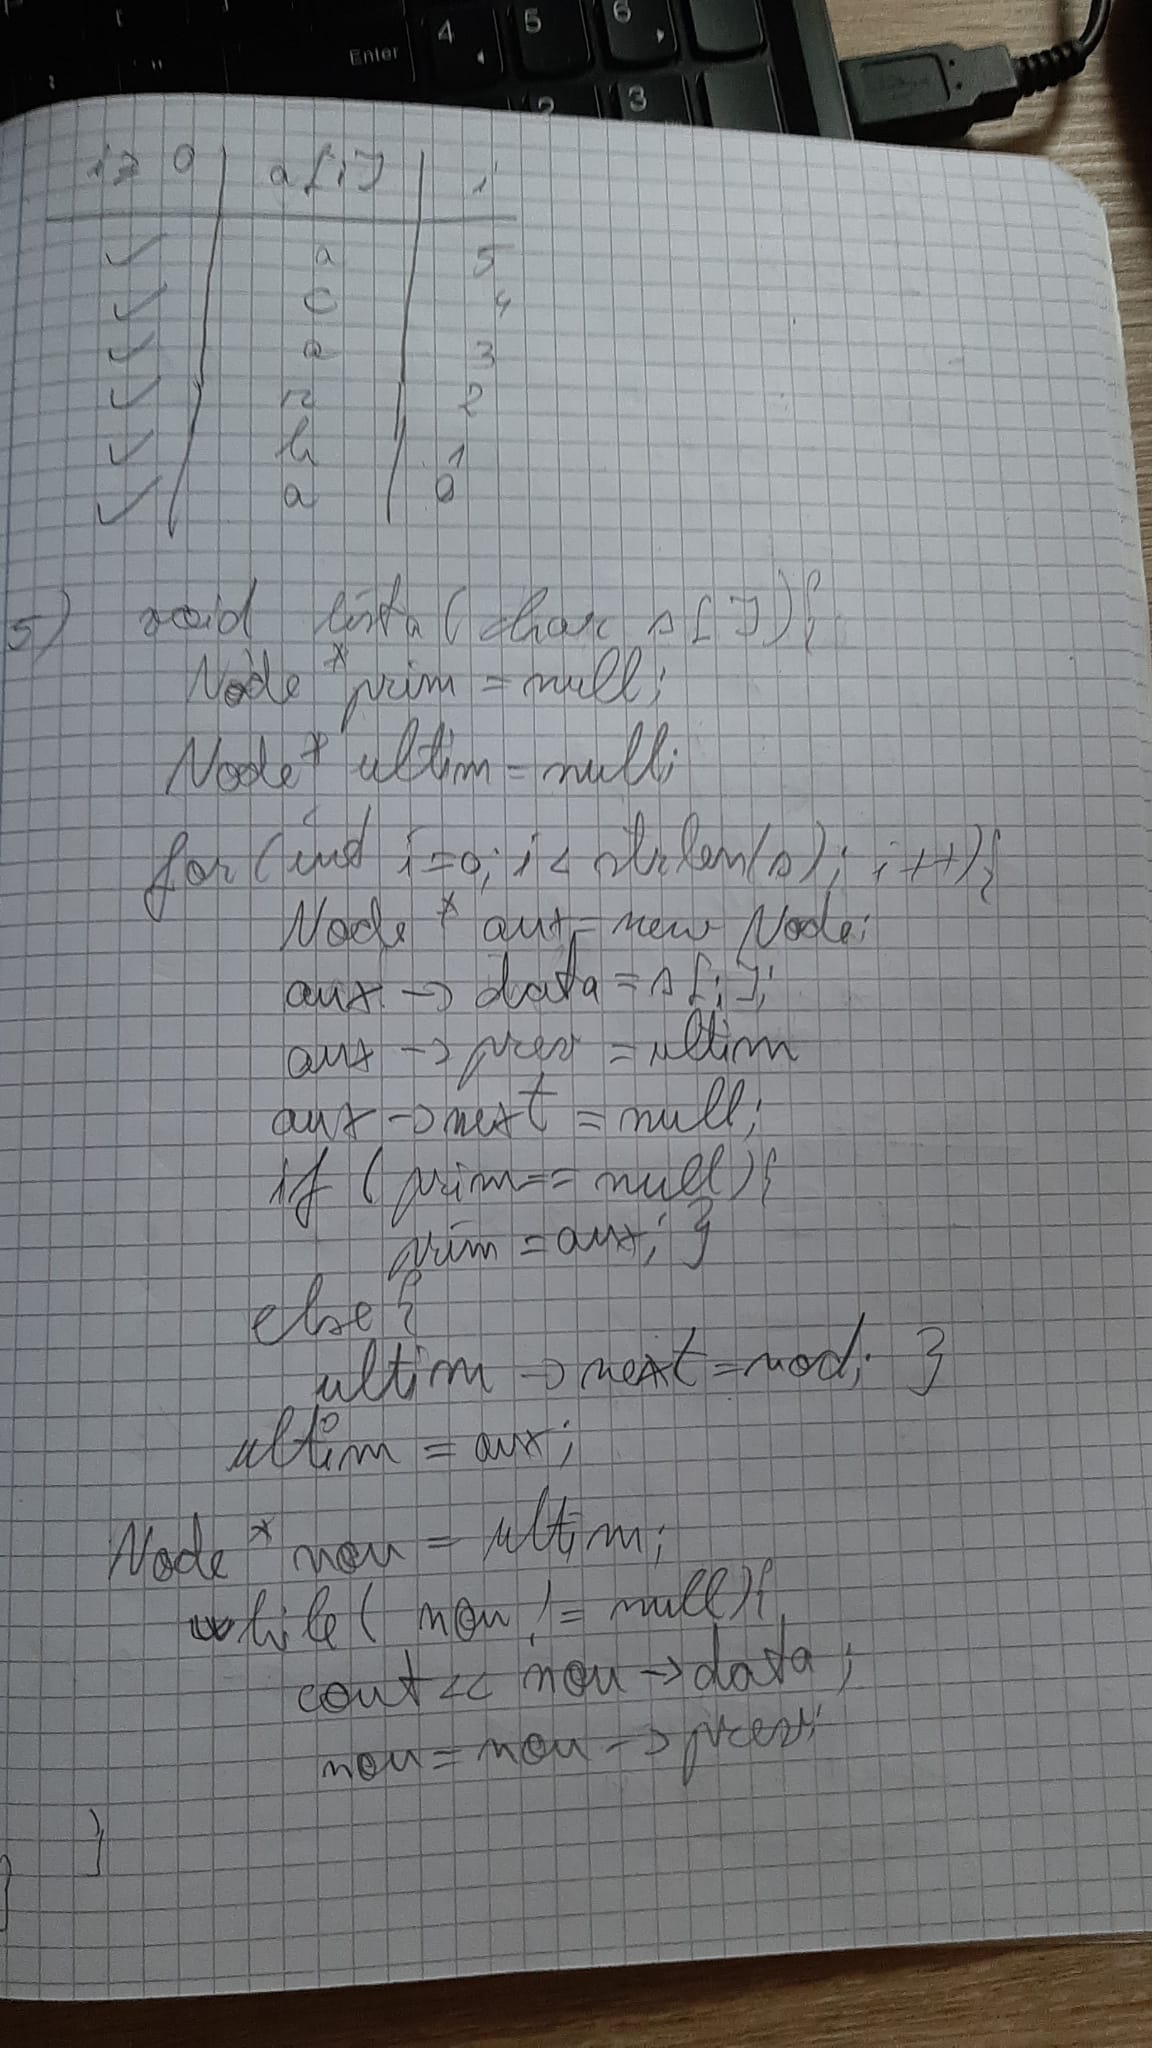 Enter
4
5
6
2
3
i≥0 a[i] i
✓ a 5
✓ c 4
✓ a 3
✓ r 2
✓ b 1
✓ a 0
5) void lista(char s[]){
Node *prim = null;
Node* ultim = null;
for(int i=0; i< strlen(s); i++){
Node * aux = new Node;
aux -> data = s[i];
aux -> prev = ultim
aux -> next = null;
if (prim == null){
prim = aux; }
else {
ultim -> next = nod; }
ultim = aux;
Node * nou = ultim;
while( nou != null){
cout << nou -> data;
nou = nou -> prev;
}
}